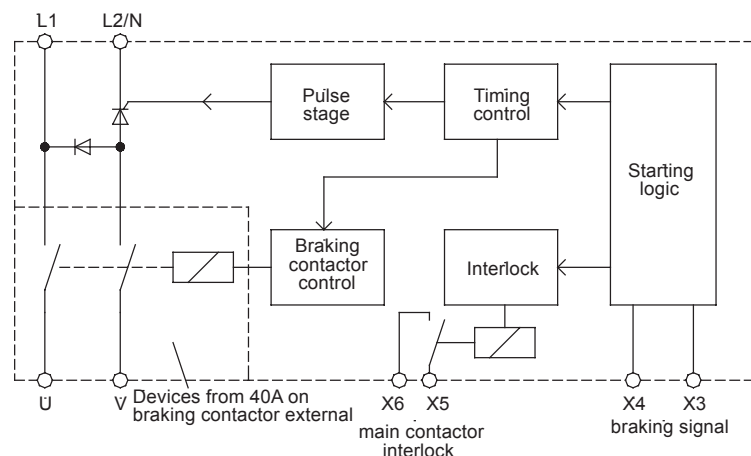 L1
L2/N
Pulse
stage
Timing
control
Starting
logic
Braking
contactor
control
Interlock
U
V
Devices from 40A on
braking contactor external
X6
X5
X4
X3
main contactor
interlock
braking signal